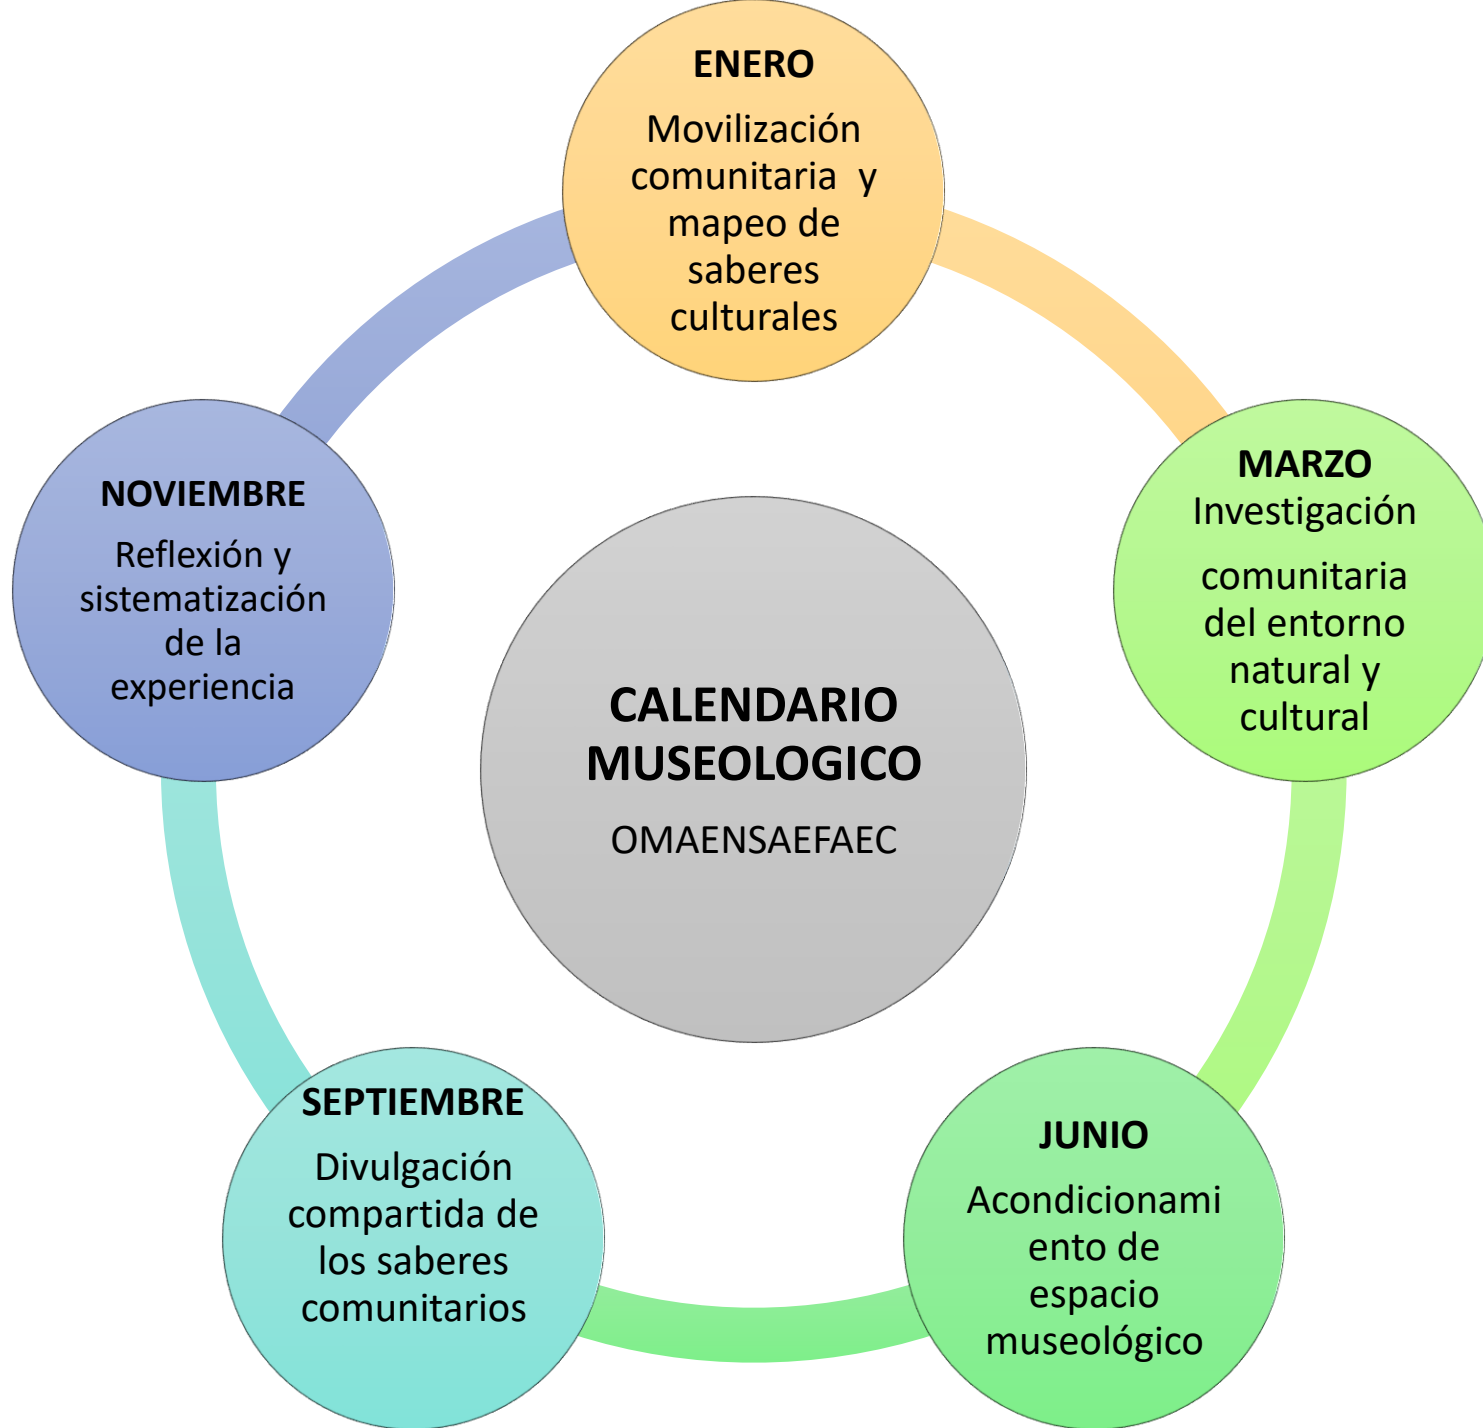 ENERO
Movilización
comunitaria y
mapeo de
saberes
culturales
MARZO
Investigación
comunitaria
del entorno
natural y
cultural
JUNIO
Acondicionami
ento de
espacio
museológico
SEPTIEMBRE
Divulgación
compartida de
los saberes
comunitarios
NOVIEMBRE
Reflexión y
sistematización
de la
experiencia
CALENDARIO
MUSEOLOGICO
OMAENSAEFAEC